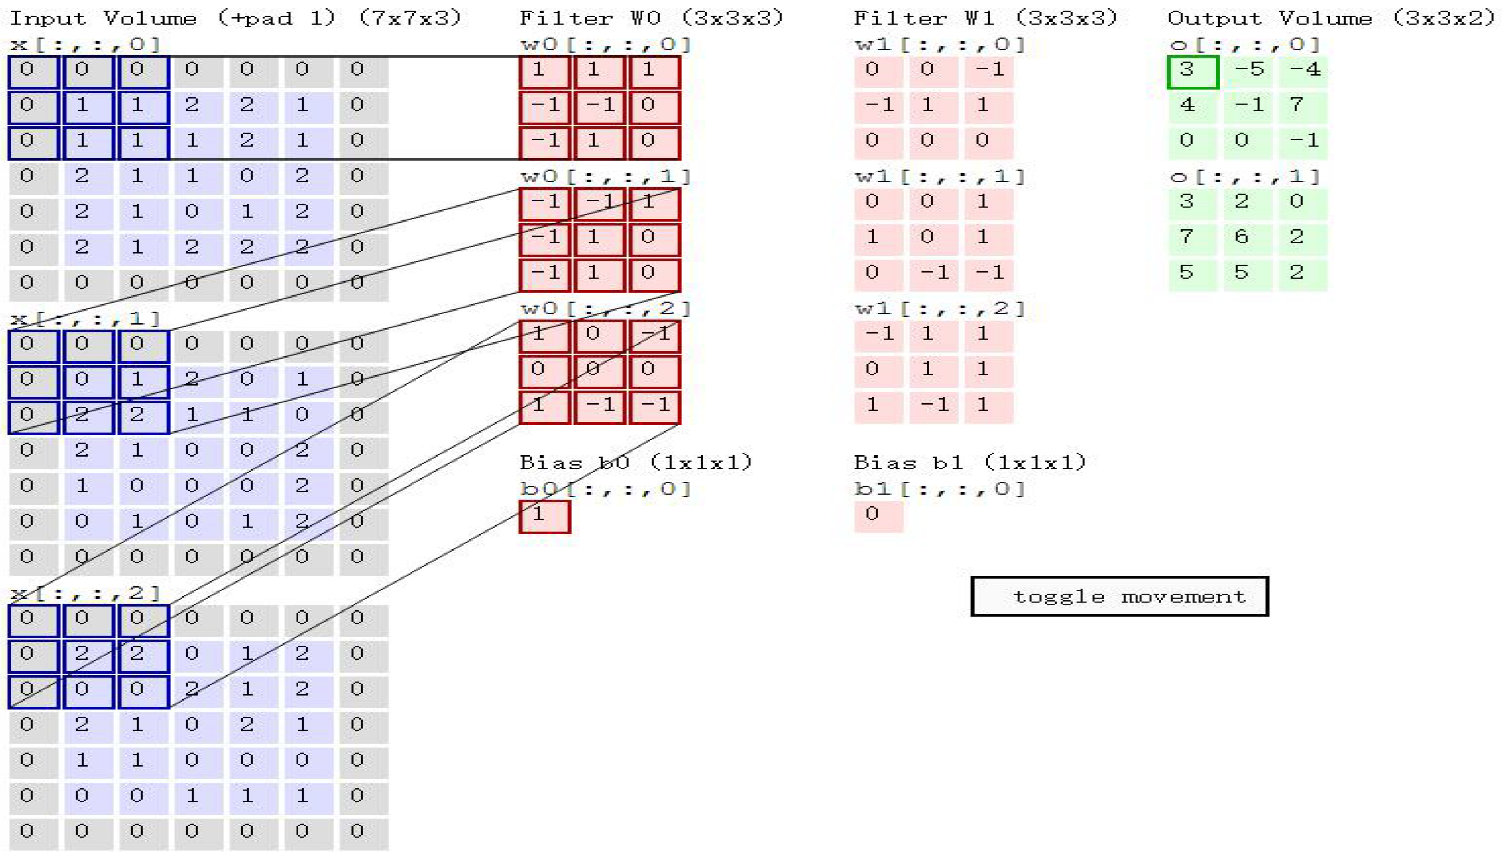 Input Volume (+pad 1) (7x7x3)
x[:,:,0]
0 0 0 0 0 0 0
0 1 1 2 2 1 0
0 1 1 1 2 1 0
0 2 1 1 0 2 0
0 2 1 0 1 2 0
0 2 1 2 2 2 0
0 0 0 0 0 0 0
x[:,:,1]
0 0 0 0 0 0 0
0 0 1 2 0 1 0
0 2 2 1 1 0 0
0 2 1 0 0 2 0
0 1 0 0 0 2 0
0 0 1 0 1 2 0
0 0 0 0 0 0 0
x[:,:,2]
0 0 0 0 0 0 0
0 2 2 0 1 2 0
0 0 0 2 1 2 0
0 2 1 0 2 1 0
0 1 1 0 0 0 0
0 0 0 1 1 1 0
0 0 0 0 0 0 0
Filter W0 (3x3x3)
w0[:,:,0]
1 1 1
-1 -1 0
-1 1 0
w0[:,:,1]
-1 -1 1
-1 1 0
-1 1 0
w0[:,:,2]
1 0 -1
0 0 0
1 -1 -1
Bias b0 (1x1x1)
b0[:,:,0]
1
Filter W1 (3x3x3)
w1[:,:,0]
0 0 -1
-1 1 1
0 0 0
w1[:,:,1]
0 0 1
1 0 1
0 -1 -1
w1[:,:,2]
-1 1 1
0 1 1
1 -1 1
Bias b1 (1x1x1)
b1[:,:,0]
0
Output Volume (3x3x2)
o[:,:,0]
3 -5 -4
4 -1 7
0 0 -1
o[:,:,1]
3 2 0
7 6 2
5 5 2
toggle movement